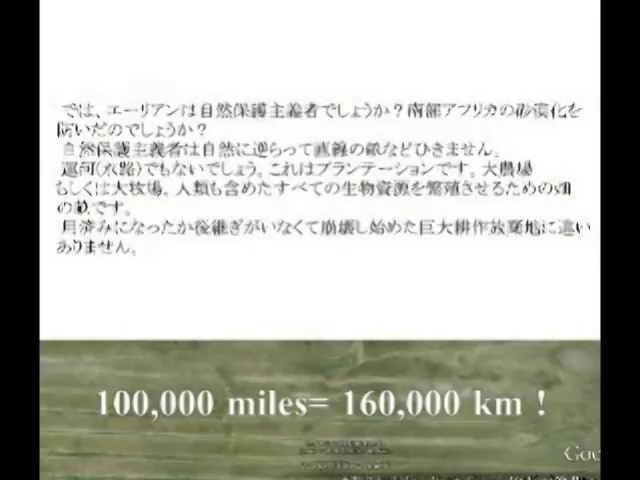 では、エーリアンは自然保護主義者でしょうか？南部アフリカの砂漠化を
防いだのでしょうか？
自然保護主義者は自然に逆らって直線の畝などひきません。
運河(水路)でもないでしょう。これはプランテーションです。大農場
もしくは大牧場、人類も含めたすべての生物資源を繁殖させるための畑
の畝です。
用済みになったか後継ぎがいなくて崩壊し始めた巨大耕作放棄地に違い
ありません。
100,000 miles= 160,000 km !
Goo